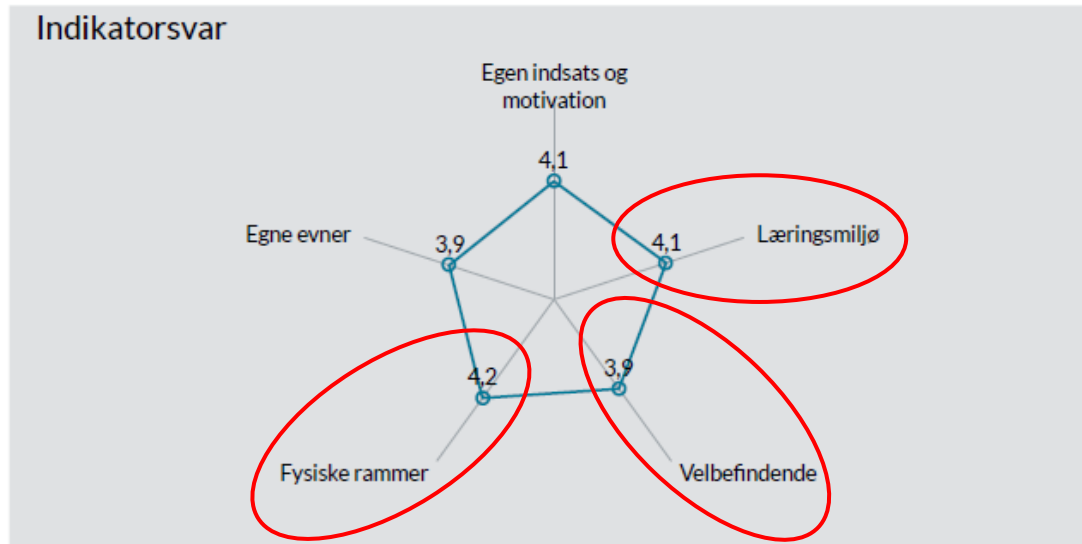 Indikatorsvar
Egen indsats og
motivation
4,1
Egne evner
3,9
4,1
Læringsmiljø
4,2
3,9
Fysiske rammer
Velbefindende